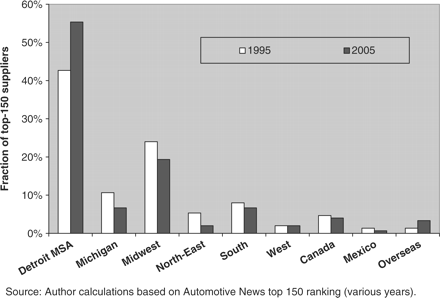 Fraction of top-150 suppliers
60%
50%
40%
30%
20%
10%
0%
1995 2005
Detroit MSA Michigan Midwest North-East South West Canada Mexico Overseas
Source: Author calculations based on Automotive News top 150 ranking (various years).